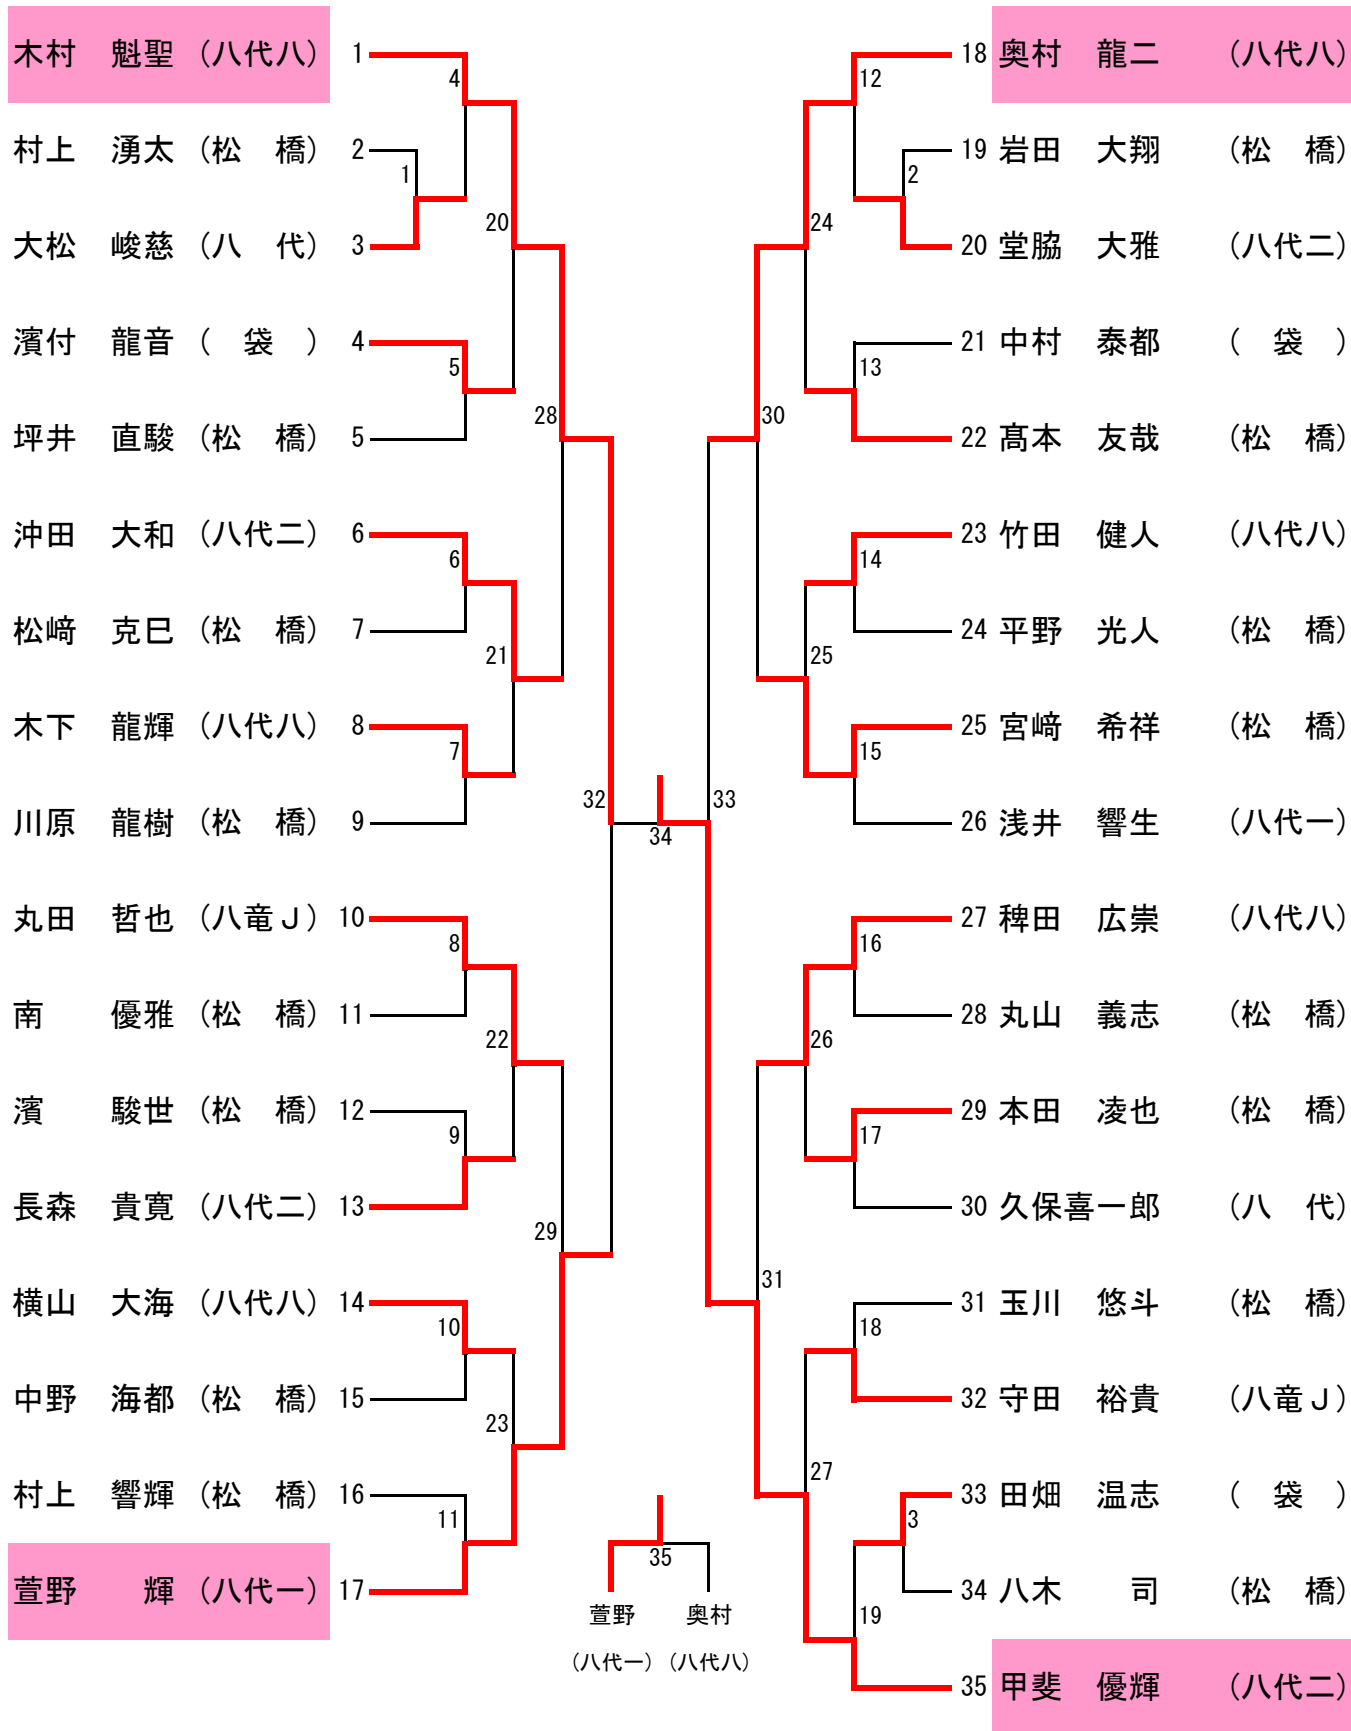 木村　魁聖（八代八） 1
村上　湧太（松　橋） 2
大松　峻慈（八　代） 3
濱付　龍音（　袋　） 4
坪井　直駿（松　橋） 5
沖田　大和（八代二） 6
松﨑　克巳（松　橋） 7
木下　龍輝（八代八） 8
川原　龍樹（松　橋） 9
丸田　哲也（八竜Ｊ） 10
南　　優雅（松　橋） 11
濱　　駿世（松　橋） 12
長森　貴寛（八代二） 13
横山　大海（八代八） 14
中野　海都（松　橋） 15
村上　響輝（松　橋） 16
萱野　　輝（八代一） 17
4
1
20
5
28
6
21
7
32
8
22
9
29
10
23
11
34
35
萱野　奥村
（八代一）（八代八）
12
2
24
13
30
14
25
15
33
16
26
17
31
18
27
3
19
18 奥村　龍二　（八代八）
19 岩田　大翔　（松　橋）
20 堂脇　大雅　（八代二）
21 中村　泰都　（　袋　）
22 髙本　友哉　（松　橋）
23 竹田　健人　（八代八）
24 平野　光人　（松　橋）
25 宮﨑　希祥　（松　橋）
26 浅井　響生　（八代一）
27 稗田　広崇　（八代八）
28 丸山　義志　（松　橋）
29 本田　凌也　（松　橋）
30 久保喜一郎　（八　代）
31 玉川　悠斗　（松　橋）
32 守田　裕貴　（八竜Ｊ）
33 田畑　温志　（　袋　）
34 八木　　司　（松　橋）
35 甲斐　優輝　（八代二）